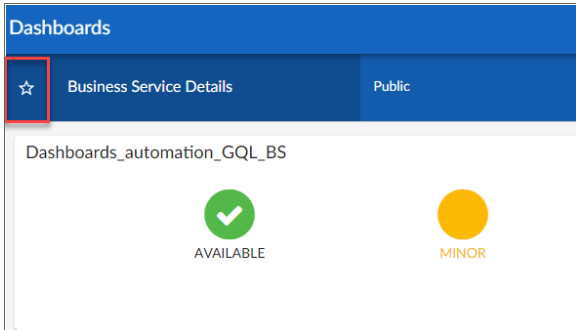 Dashboards
Business Service Details Public
Dashboards_automation_GQL_BS
AVAILABLE MINOR